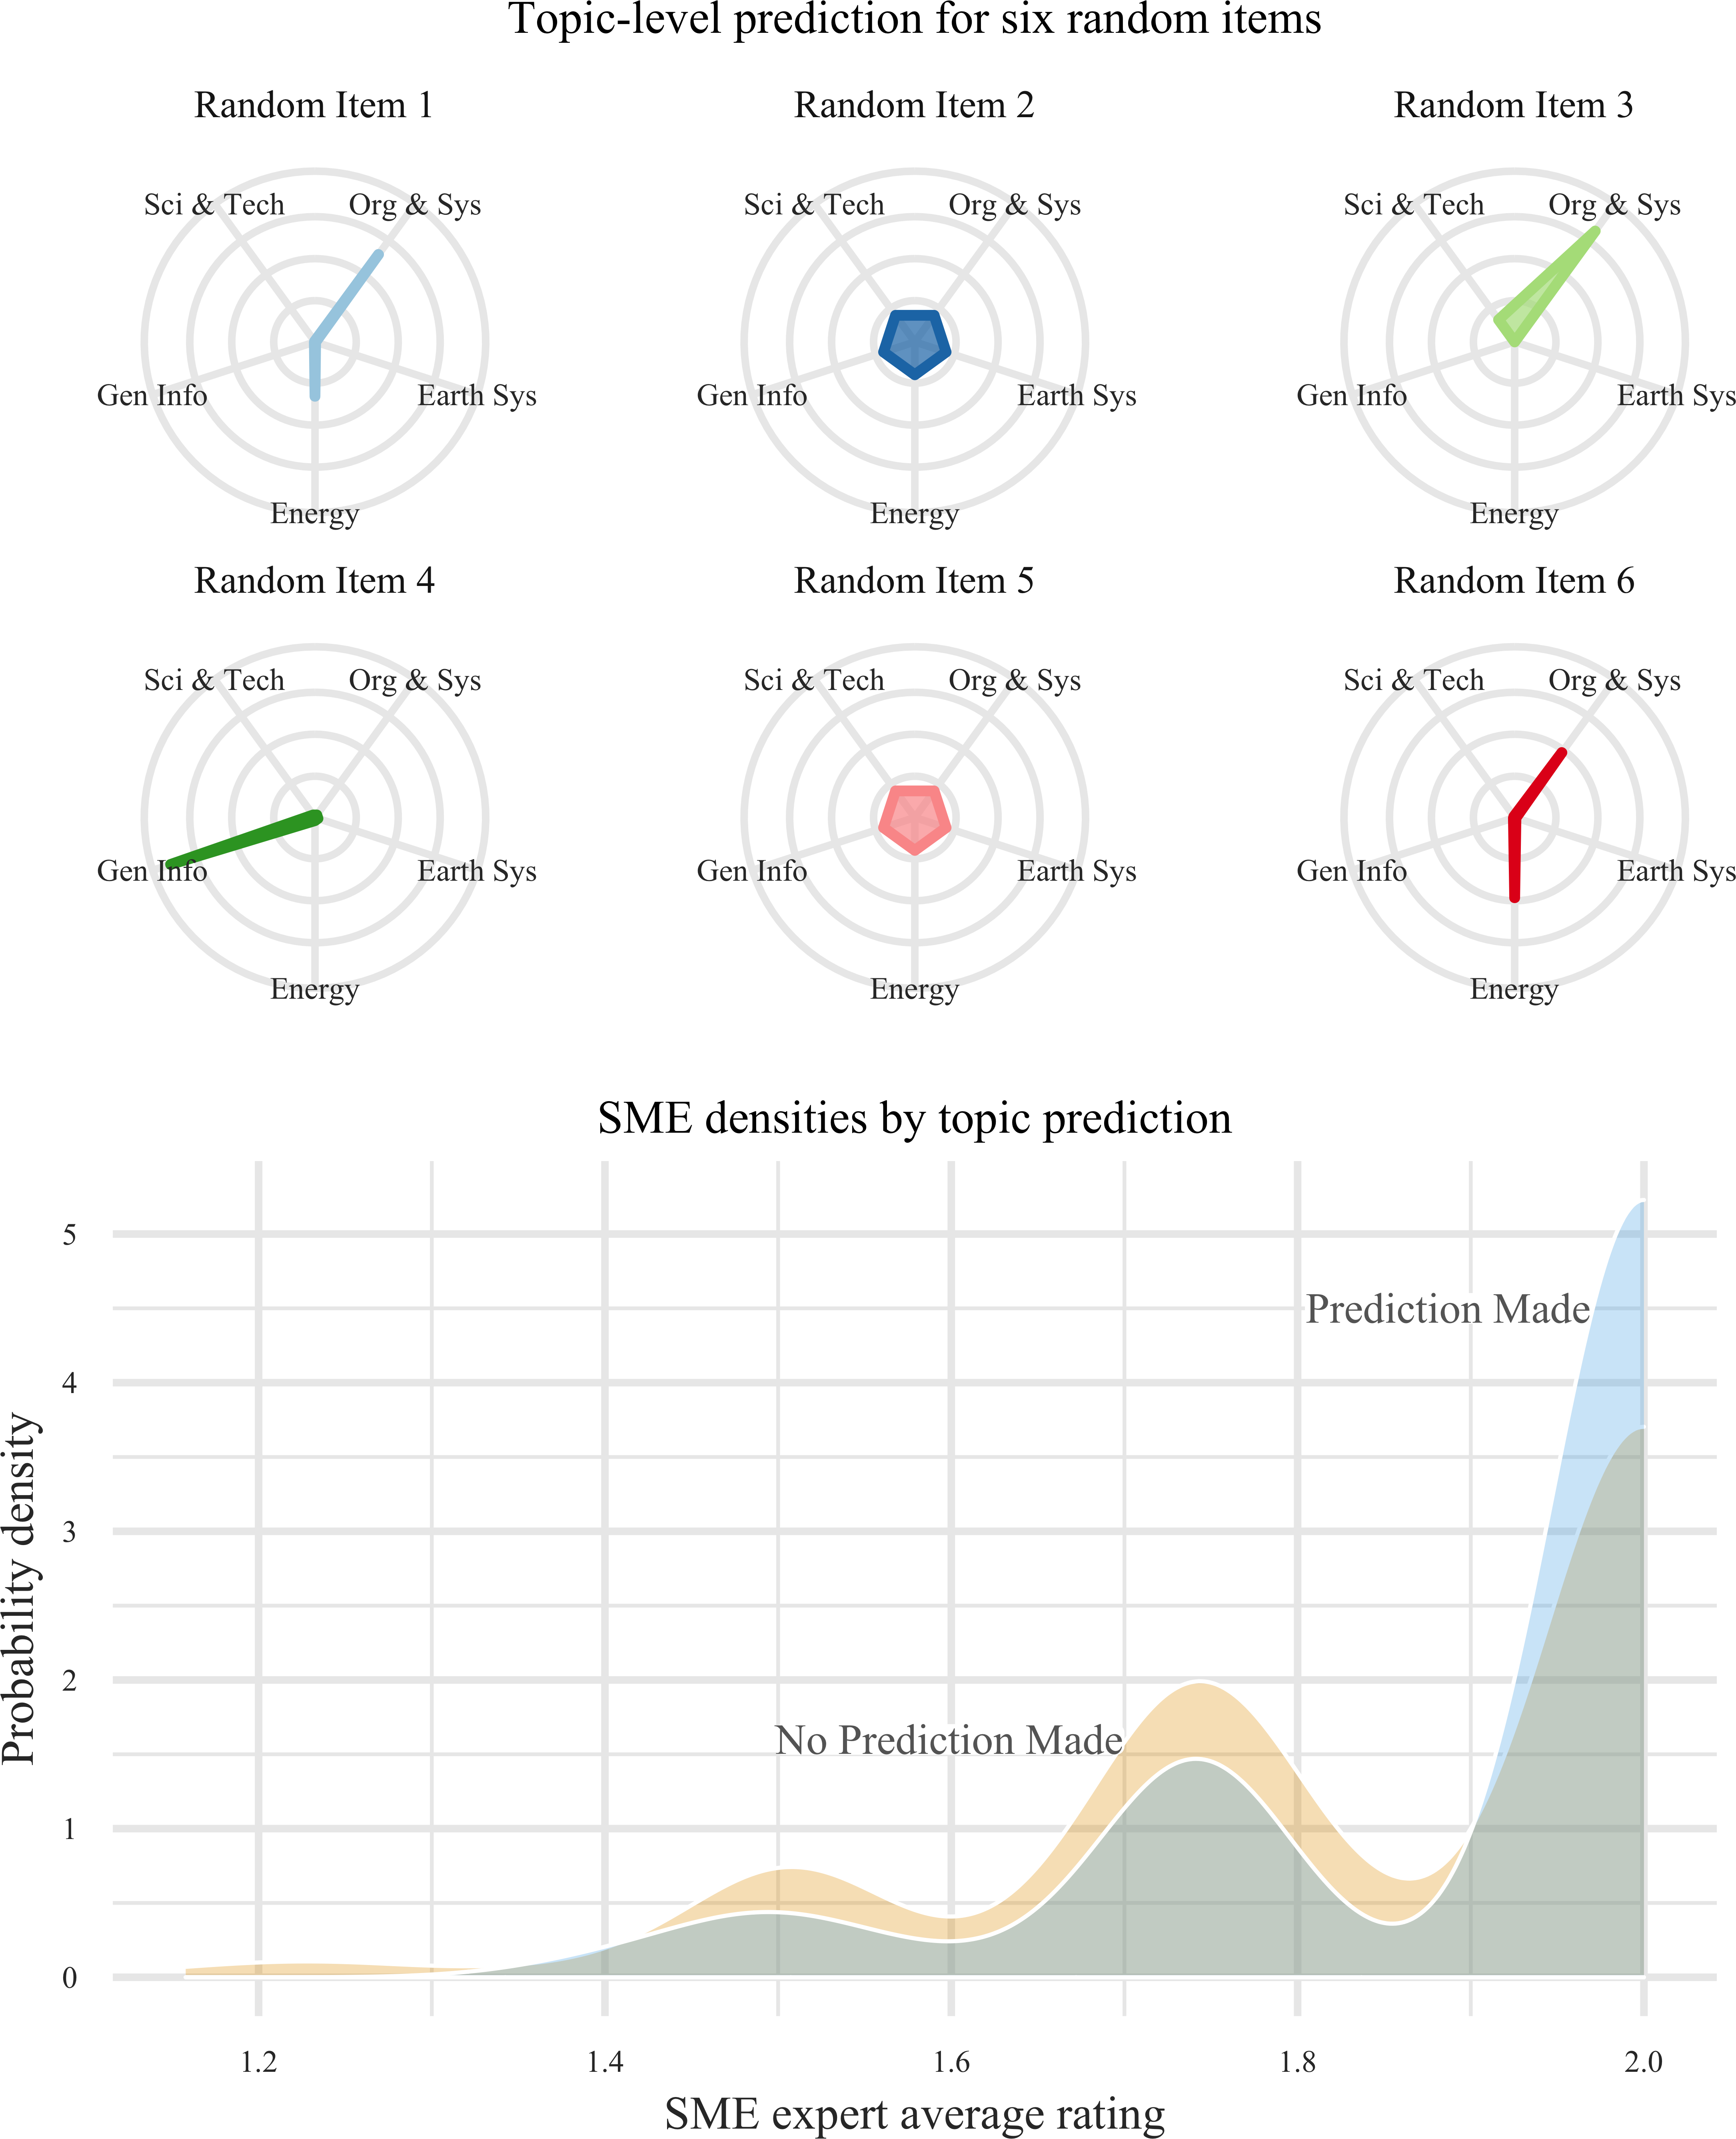 Topic-level prediction for six random items
Random Item 1
Random Item 2
Random Item 3
Sci & Tech
Org & Sys
Sci & Tech
Org & Sys
Sci & Tech
Org & Sys
Gen Info
Earth Sys
Gen Info
Earth Sys
Gen Info
Earth Sys
Energy
Energy
Energy
Random Item 4
Random Item 5
Random Item 6
Sci & Tech
Org & Sys
Sci & Tech
Org & Sys
Sci & Tech
Org & Sys
Gen Info
Earth Sys
Gen Info
Earth Sys
Gen Info
Earth Sys
Energy
Energy
Energy
SME densities by topic prediction
Probability density
5
4
3
2
1
0
Prediction Made
No Prediction Made
1.2
1.4
1.6
1.8
2.0
SME expert average rating